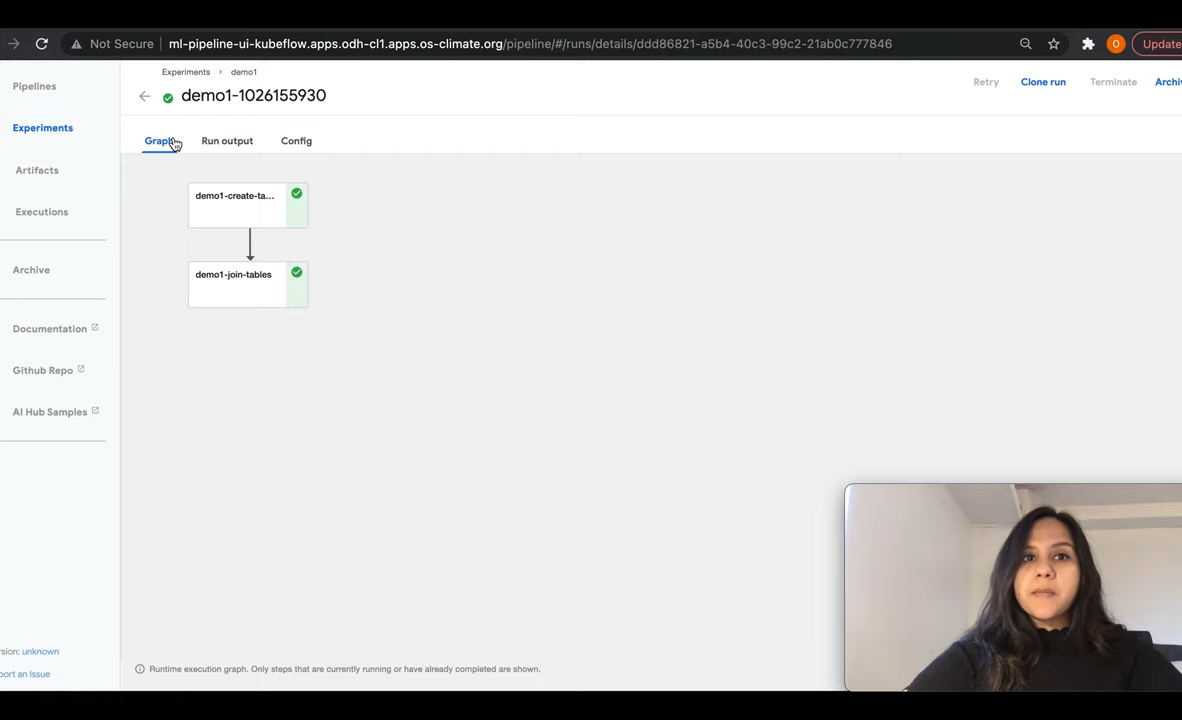 Not Secure ml-pipeline-ui-kubeflow.apps.odh-cl1.apps.os-climate.org/pipeline/#/runs/details/ddd86821-a5b4-40c3-99c2-21ab0c777846 O Update
Pipelines
Experiments
Artifacts
Executions
Archive
Documentation
Github Repo
AI Hub Samples
rsion: unknown
port an Issue
Experiments › demo1
demo1-1026155930
Retry Clone run Terminate Archiv
Graph Run output Config
demo1-create-ta...
demo1-join-tables
Runtime execution graph. Only steps that are currently running or have already completed are shown.